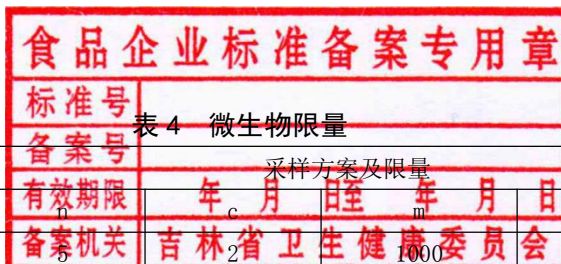 食品企业标准备案专用章
标准号
表 4 微生物限量
备案号
采样方案及限量
有效期限 年 月 日至 年 月 日
n c m
备案机关 吉林省卫生健康委员会
5 2 1000